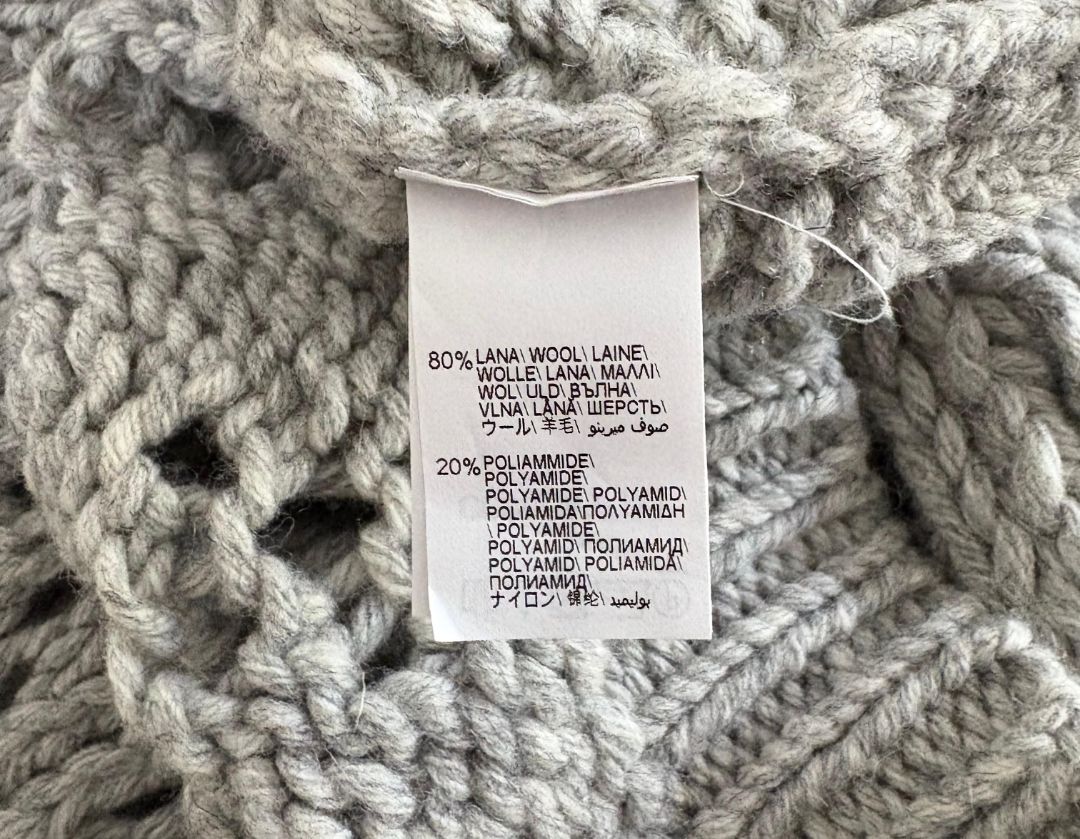 80% LANA\ WOOL\ LAINE\
WOLLE\ LANA\ ΜΑΛΛΙ\
WOL\ ULD\ ВЪЛНА\
VLNA\ LÂNĂ\ ШЕРСТЬ\
ウール\ 羊毛\ صوف ميرينو
20% POLIAMMIDE\
POLYAMIDE\
POLYAMIDE\ POLYAMID\
POLIAMIDA\ΠΟΛΥΑΜΙΔΗ
\ POLYAMIDE\
POLYAMID\ ПОЛИАМИД\
POLYAMID\ POLIAMIDĂ\
ПОЛИАМИД\
ナイロン\ 锦纶\ بوليميد